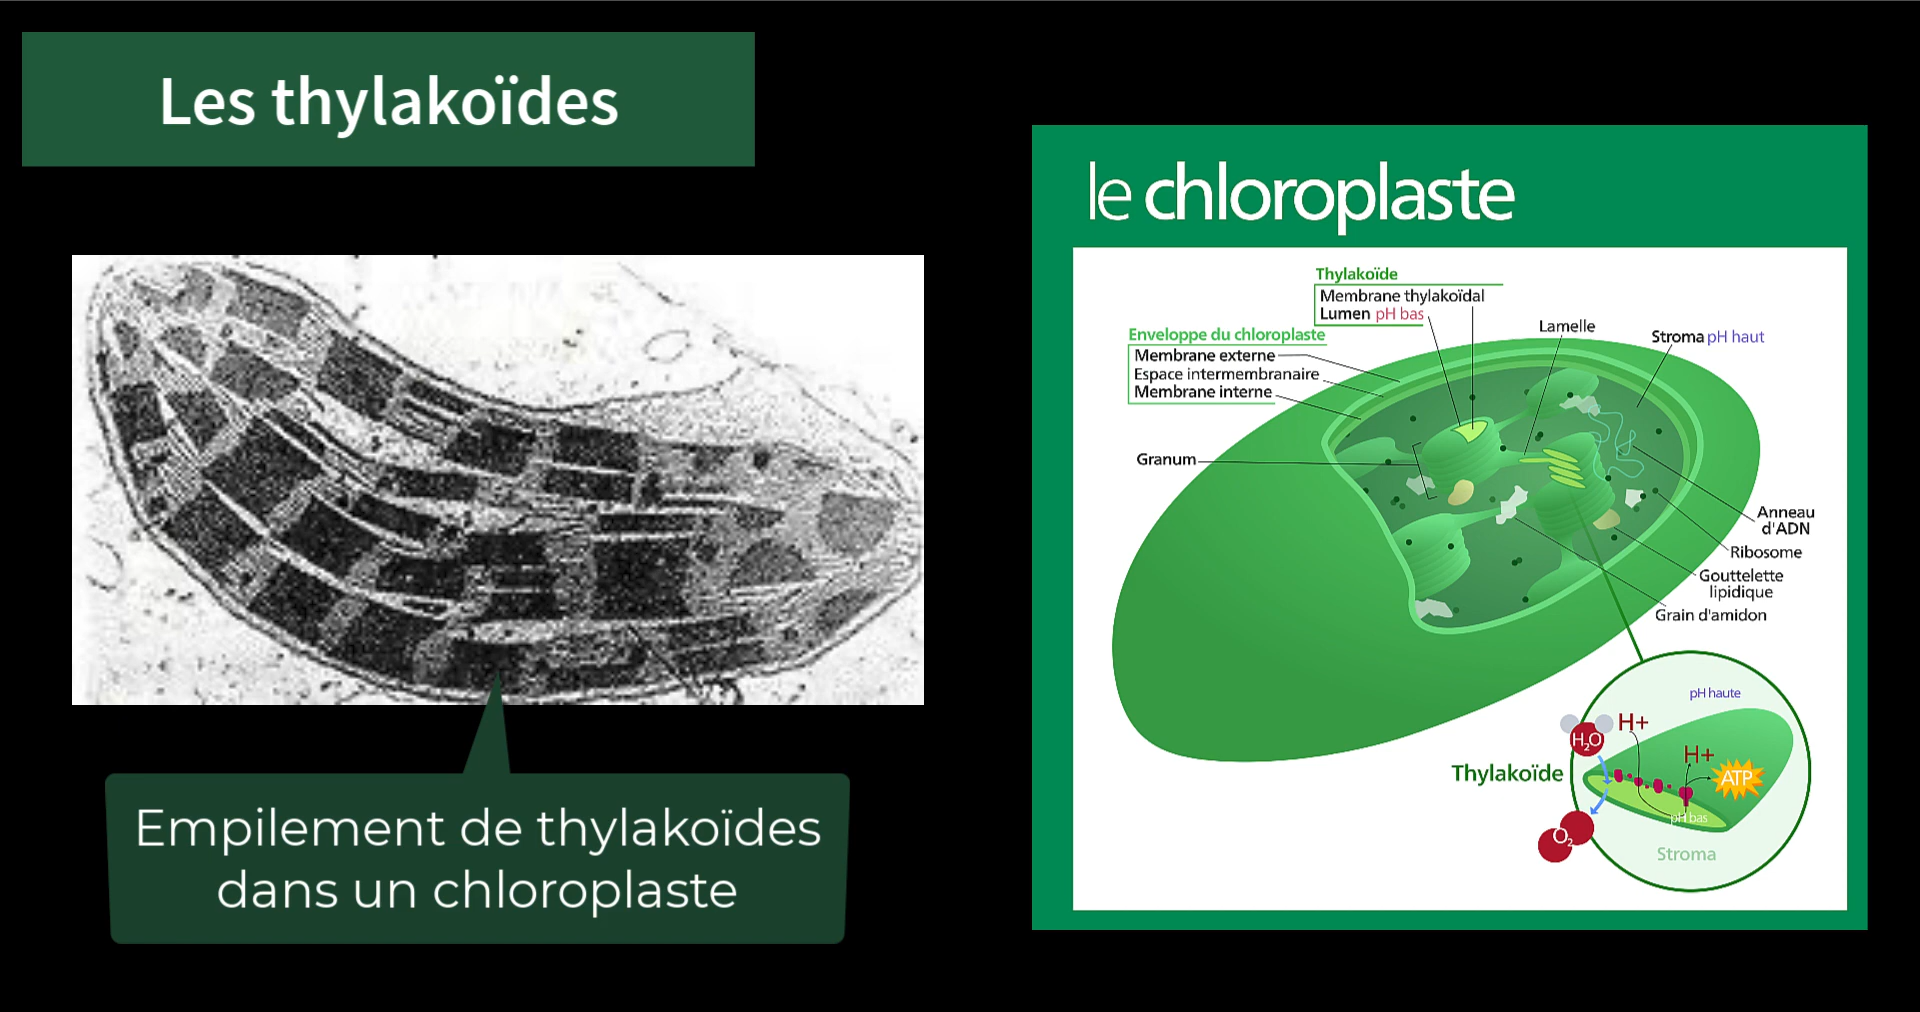 Les thylakoïdes
Empilement de thylakoïdes
dans un chloroplaste
le chloroplaste
Thylakoïde
Membrane thylakoïdal
Lumen pH bas
Enveloppe du chloroplaste
Membrane externe
Espace intermembranaire
Membrane interne
Lamelle
Stroma pH haut
Granum
Anneau
d'ADN
Ribosome
Gouttelette
lipidique
Grain d'amidon
pH haute
H+
H₂O
H+
Thylakoïde
ATP
pH bas
O₂
Stroma